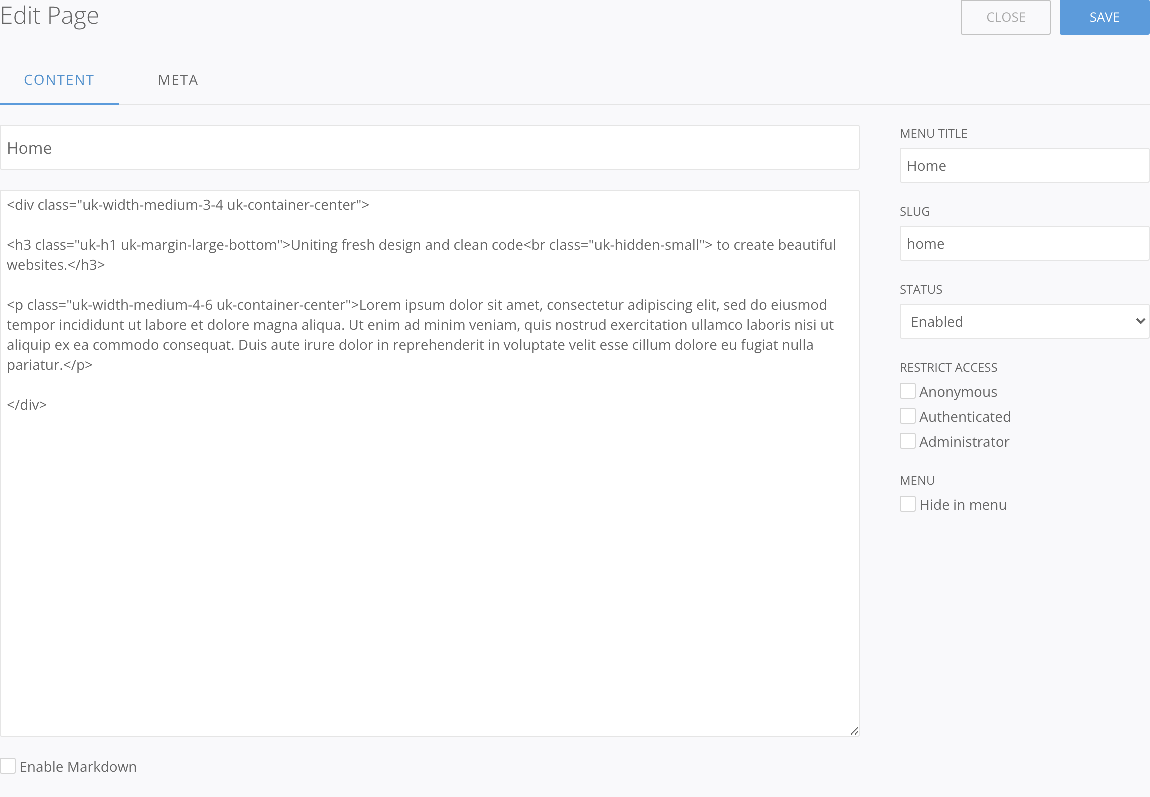 Edit Page
CLOSE
SAVE
CONTENT
META
Home
<div class="uk-width-medium-3-4 uk-container-center">
<h3 class="uk-h1 uk-margin-large-bottom">Uniting fresh design and clean code<br class="uk-hidden-small"> to create beautiful
websites.</h3>
<p class="uk-width-medium-4-6 uk-container-center">Lorem ipsum dolor sit amet, consectetur adipiscing elit, sed do eiusmod
tempor incididunt ut labore et dolore magna aliqua. Ut enim ad minim veniam, quis nostrud exercitation ullamco laboris nisi ut
aliquip ex ea commodo consequat. Duis aute irure dolor in reprehenderit in voluptate velit esse cillum dolore eu fugiat nulla
pariatur.</p>
</div>
Enable Markdown
MENU TITLE
Home
SLUG
home
STATUS
Enabled
RESTRICT ACCESS
Anonymous
Authenticated
Administrator
MENU
Hide in menu